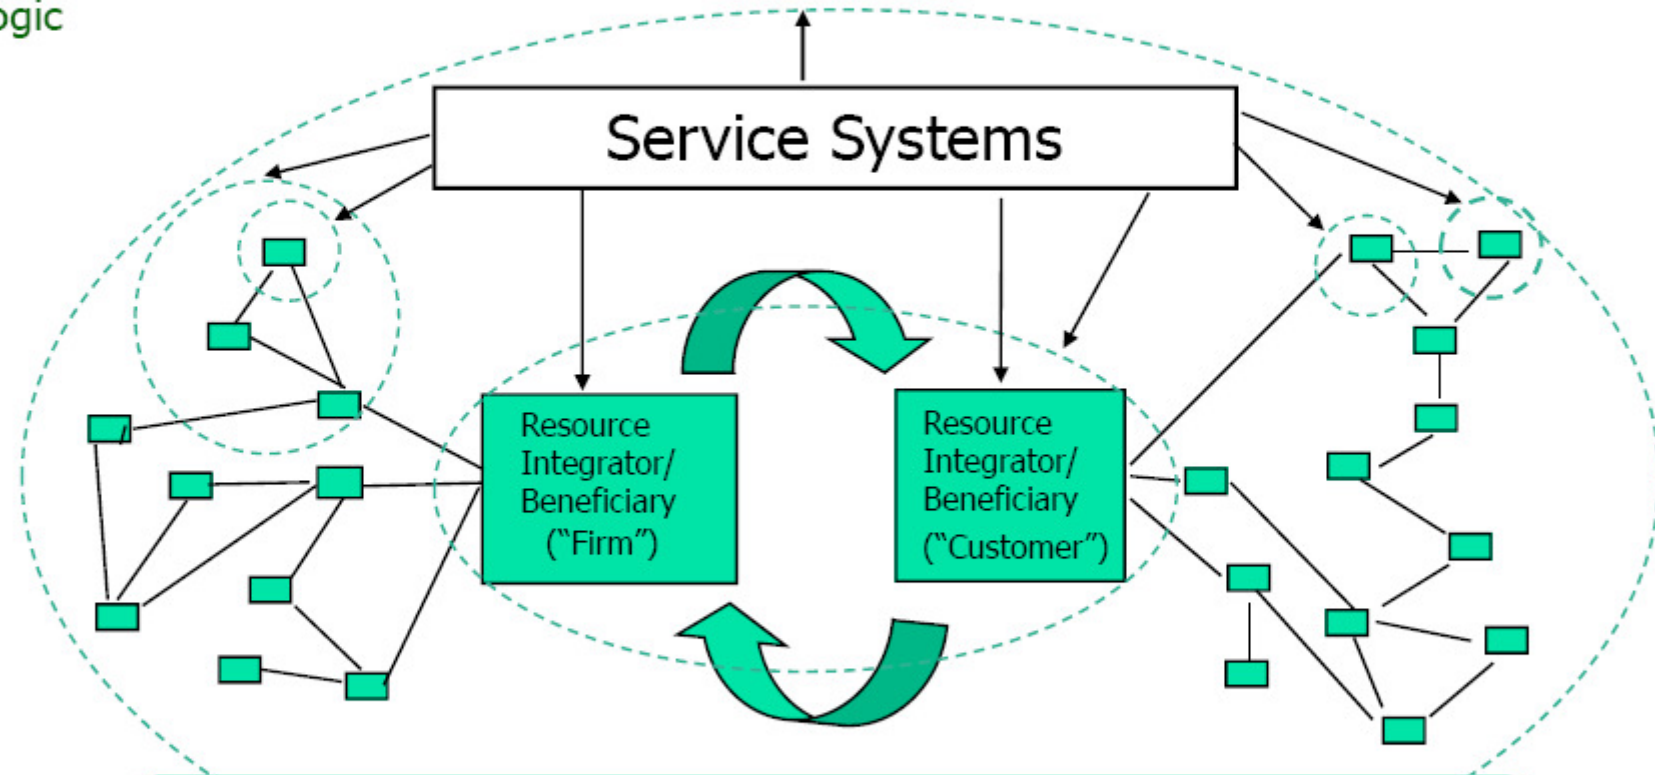 ogic
Service Systems
Resource
Integrator/
Beneficiary
(“Firm”)
Resource
Integrator/
Beneficiary
(“Customer”)